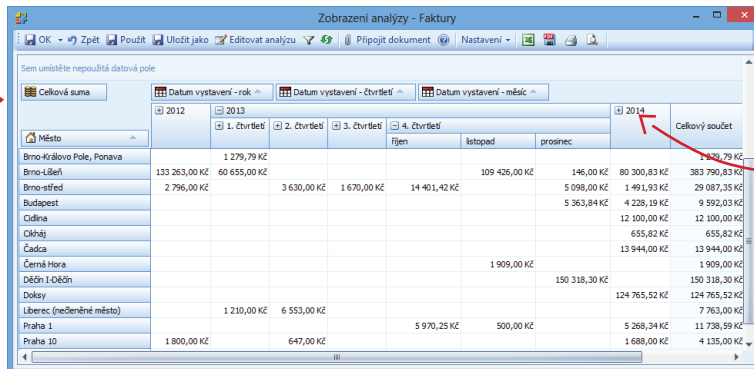 Zobrazení analýzy - Faktury
OK Zpět Použít Uložit jako Editovat analýzu Připojit dokument Nastavení
Sem umístěte nepoužitá datová pole
Celková suma Datum vystavení - rok Datum vystavení - čtvrtletí Datum vystavení - měsíc
2012 2013 2014 Celkový součet
1. čtvrtletí 2. čtvrtletí 3. čtvrtletí 4. čtvrtletí
Město říjen listopad prosinec
Brno-Královo Pole, Ponava 1 279,79 Kč 1 279,79 Kč
Brno-Líšeň 133 263,00 Kč 60 655,00 Kč 109 426,00 Kč 146,00 Kč 80 300,83 Kč 383 790,83 Kč
Brno-střed 2 796,00 Kč 3 630,00 Kč 1 670,00 Kč 14 401,42 Kč 5 098,00 Kč 1 491,93 Kč 29 087,35 Kč
Budapest 5 363,84 Kč 4 228,19 Kč 9 592,03 Kč
Cidlina 12 100,00 Kč 12 100,00 Kč
Cikháj 655,82 Kč 655,82 Kč
Čadca 13 944,00 Kč 13 944,00 Kč
Černá Hora 1 909,00 Kč 1 909,00 Kč
Děčín I-Děčín 150 318,30 Kč 150 318,30 Kč
Doksy 124 765,52 Kč 124 765,52 Kč
Liberec (nečleněné město) 1 210,00 Kč 6 553,00 Kč 7 763,00 Kč
Praha 1 5 970,25 Kč 500,00 Kč 5 268,34 Kč 11 738,59 Kč
Praha 10 1 800,00 Kč 647,00 Kč 1 688,00 Kč 4 135,00 Kč